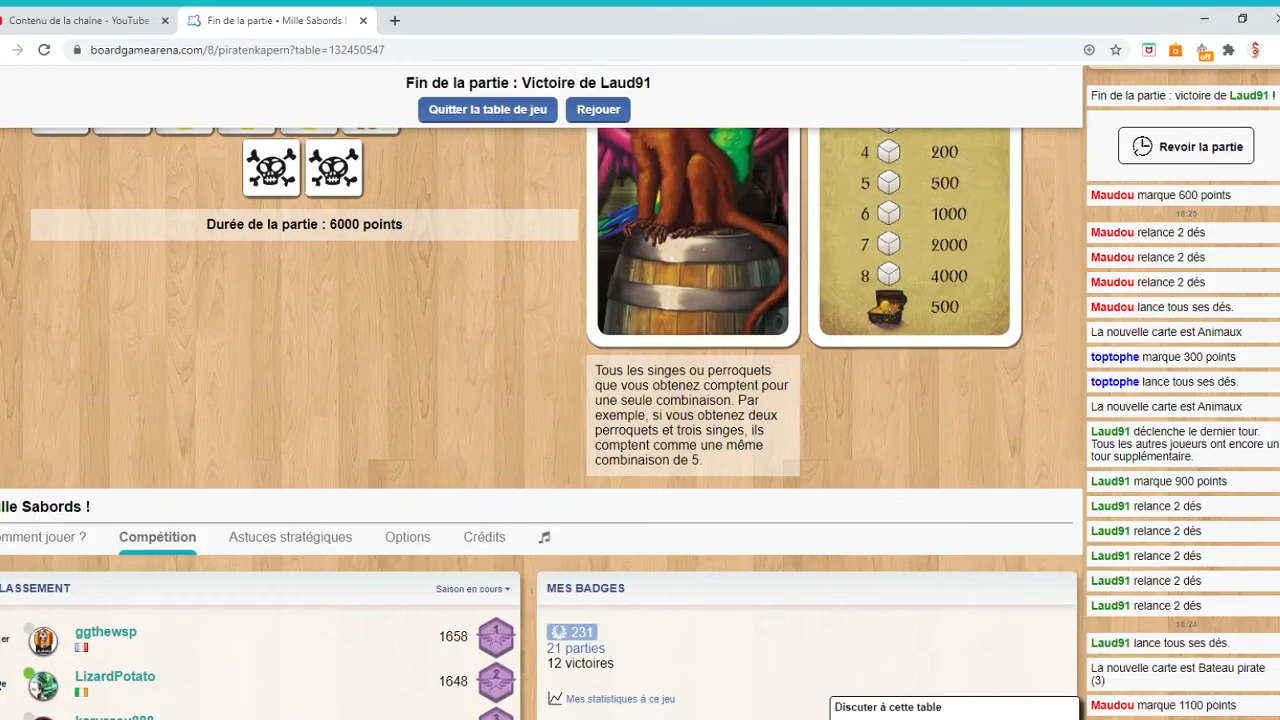 Contenu de la chaîne - YouTube
Fin de la partie • Mille Sabords !
boardgamearena.com/8/piratenkapern?table=132450547
off
Fin de la partie : Victoire de Laud91
Quitter la table de jeu
Rejouer
Durée de la partie : 6000 points
4 200
5 500
6 1000
7 2000
8 4000
500
Tous les singes ou perroquets
que vous obtenez comptent pour
une seule combinaison. Par
exemple, si vous obtenez deux
perroquets et trois singes, ils
comptent comme une même
combinaison de 5.
Fin de la partie : victoire de Laud91 !
Revoir la partie
Maudou marque 600 points
18:25
Maudou relance 2 dés
Maudou relance 2 dés
Maudou relance 2 dés
Maudou lance tous ses dés.
La nouvelle carte est Animaux
toptophe marque 300 points
toptophe lance tous ses dés.
La nouvelle carte est Animaux
Laud91 déclenche le dernier tour.
Tous les autres joueurs ont encore un
tour supplémentaire.
Laud91 marque 900 points
Laud91 relance 2 dés
Laud91 relance 2 dés
Laud91 relance 2 dés
Laud91 relance 2 dés
Laud91 relance 2 dés
18:24
Laud91 lance tous ses dés.
La nouvelle carte est Bateau pirate
(3)
Maudou marque 1100 points
lle Sabords !
omment jouer ?
Compétition
Astuces stratégiques
Options
Crédits
LASSEMENT
Saison en cours
er
ggthewsp
1658
1
LizardPotato
1648
2
MES BADGES
231
21 parties
12 victoires
Mes statistiques à ce jeu
Discuter à cette table